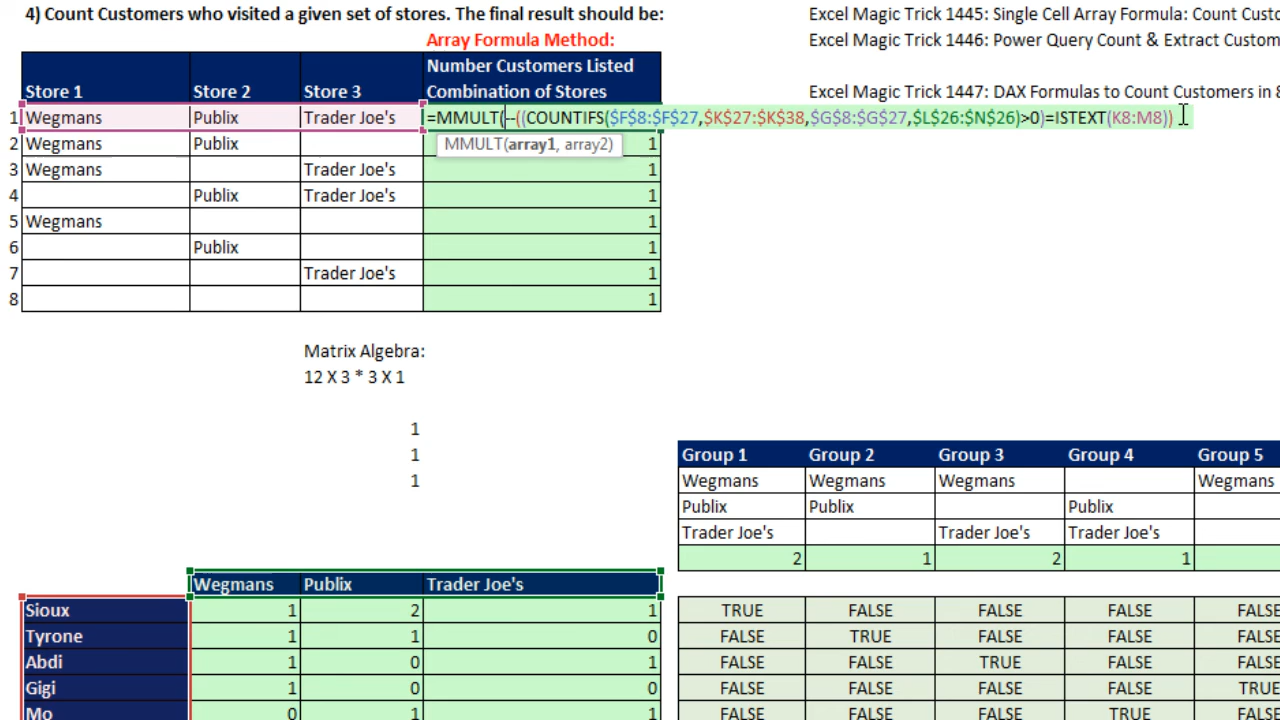 4) Count Customers who visited a given set of stores. The final result should be:
Excel Magic Trick 1445: Single Cell Array Formula: Count Custo
Array Formula Method:
Excel Magic Trick 1446: Power Query Count & Extract Custom
Store 1 Store 2 Store 3 Number Customers Listed Combination of Stores
Excel Magic Trick 1447: DAX Formulas to Count Customers in &
1 Wegmans Publix Trader Joe's =MMULT(--((COUNTIFS($F$8:$F$27,$K$27:$K$38,$G$8:$G$27,$L$26:$N$26)>0)=ISTEXT(K8:M8))
MMULT(array1, array2)
2 Wegmans Publix 1
3 Wegmans Trader Joe's 1
4 Publix Trader Joe's 1
5 Wegmans 1
6 Publix 1
7 Trader Joe's 1
8 1
Matrix Algebra:
12 X 3 * 3 X 1
1
1
1
Group 1 Group 2 Group 3 Group 4 Group 5
Wegmans Wegmans Wegmans Wegmans
Publix Publix Publix
Trader Joe's Trader Joe's Trader Joe's
2 1 2 1
Wegmans Publix Trader Joe's
Sioux 1 2 1 TRUE FALSE FALSE FALSE FALSE
Tyrone 1 1 0 FALSE TRUE FALSE FALSE FALSE
Abdi 1 0 1 FALSE FALSE TRUE FALSE FALSE
Gigi 1 0 0 FALSE FALSE FALSE FALSE TRUE
Mo 0 1 1 FALSE FALSE FALSE TRUE FALSE